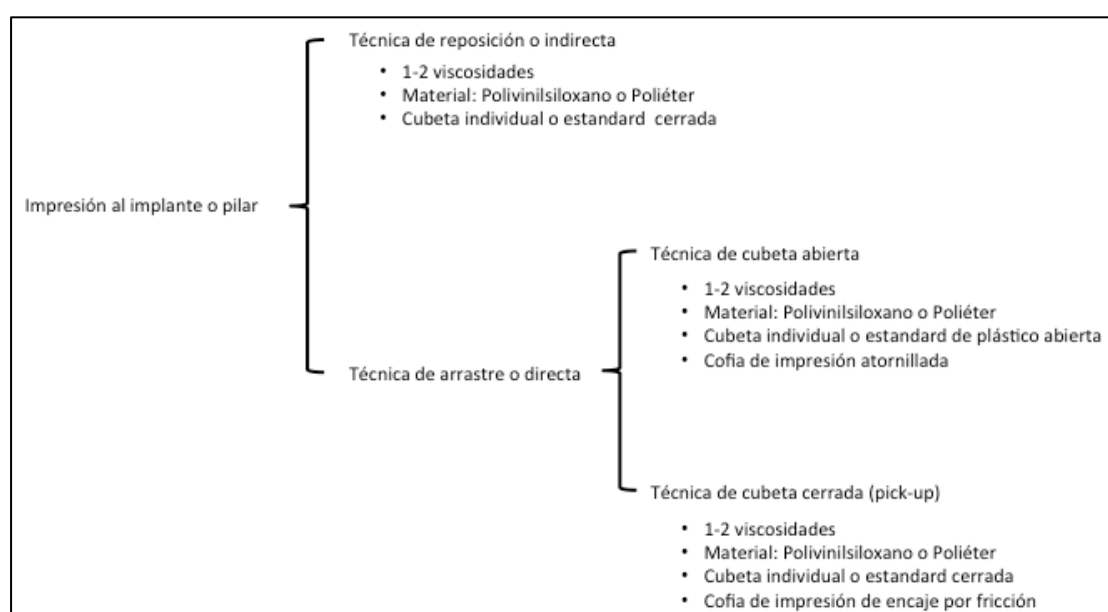 Técnica de reposición o indirecta
• 1-2 viscosidades
• Material: Polivinilsiloxano o Poliéter
• Cubeta individual o estandard cerrada
Impresión al implante o pilar
Técnica de cubeta abierta
• 1-2 viscosidades
• Material: Polivinilsiloxano o Poliéter
• Cubeta individual o estandard de plástico abierta
• Cofia de impresión atornillada
Técnica de arrastre o directa
Técnica de cubeta cerrada (pick-up)
• 1-2 viscosidades
• Material: Polivinilsiloxano o Poliéter
• Cubeta individual o estandard cerrada
• Cofia de impresión de encaje por fricción